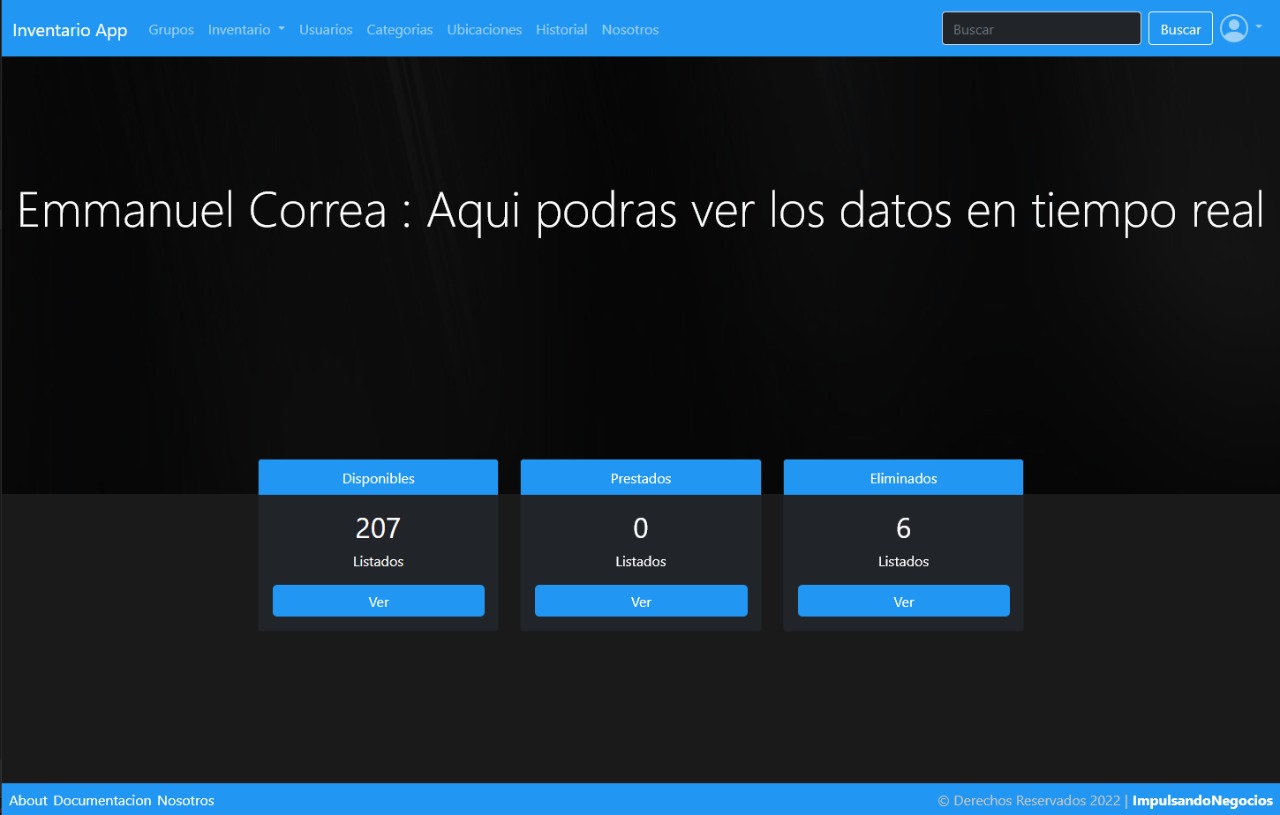 Inventario App Grupos Inventario Usuarios Categorias Ubicaciones Historial Nosotros Buscar Buscar
Emmanuel Correa : Aqui podras ver los datos en tiempo real
Disponibles
207
Listados
Ver
Prestados
0
Listados
Ver
Eliminados
6
Listados
Ver
About Documentacion Nosotros
© Derechos Reservados 2022 | ImpulsandoNegocios